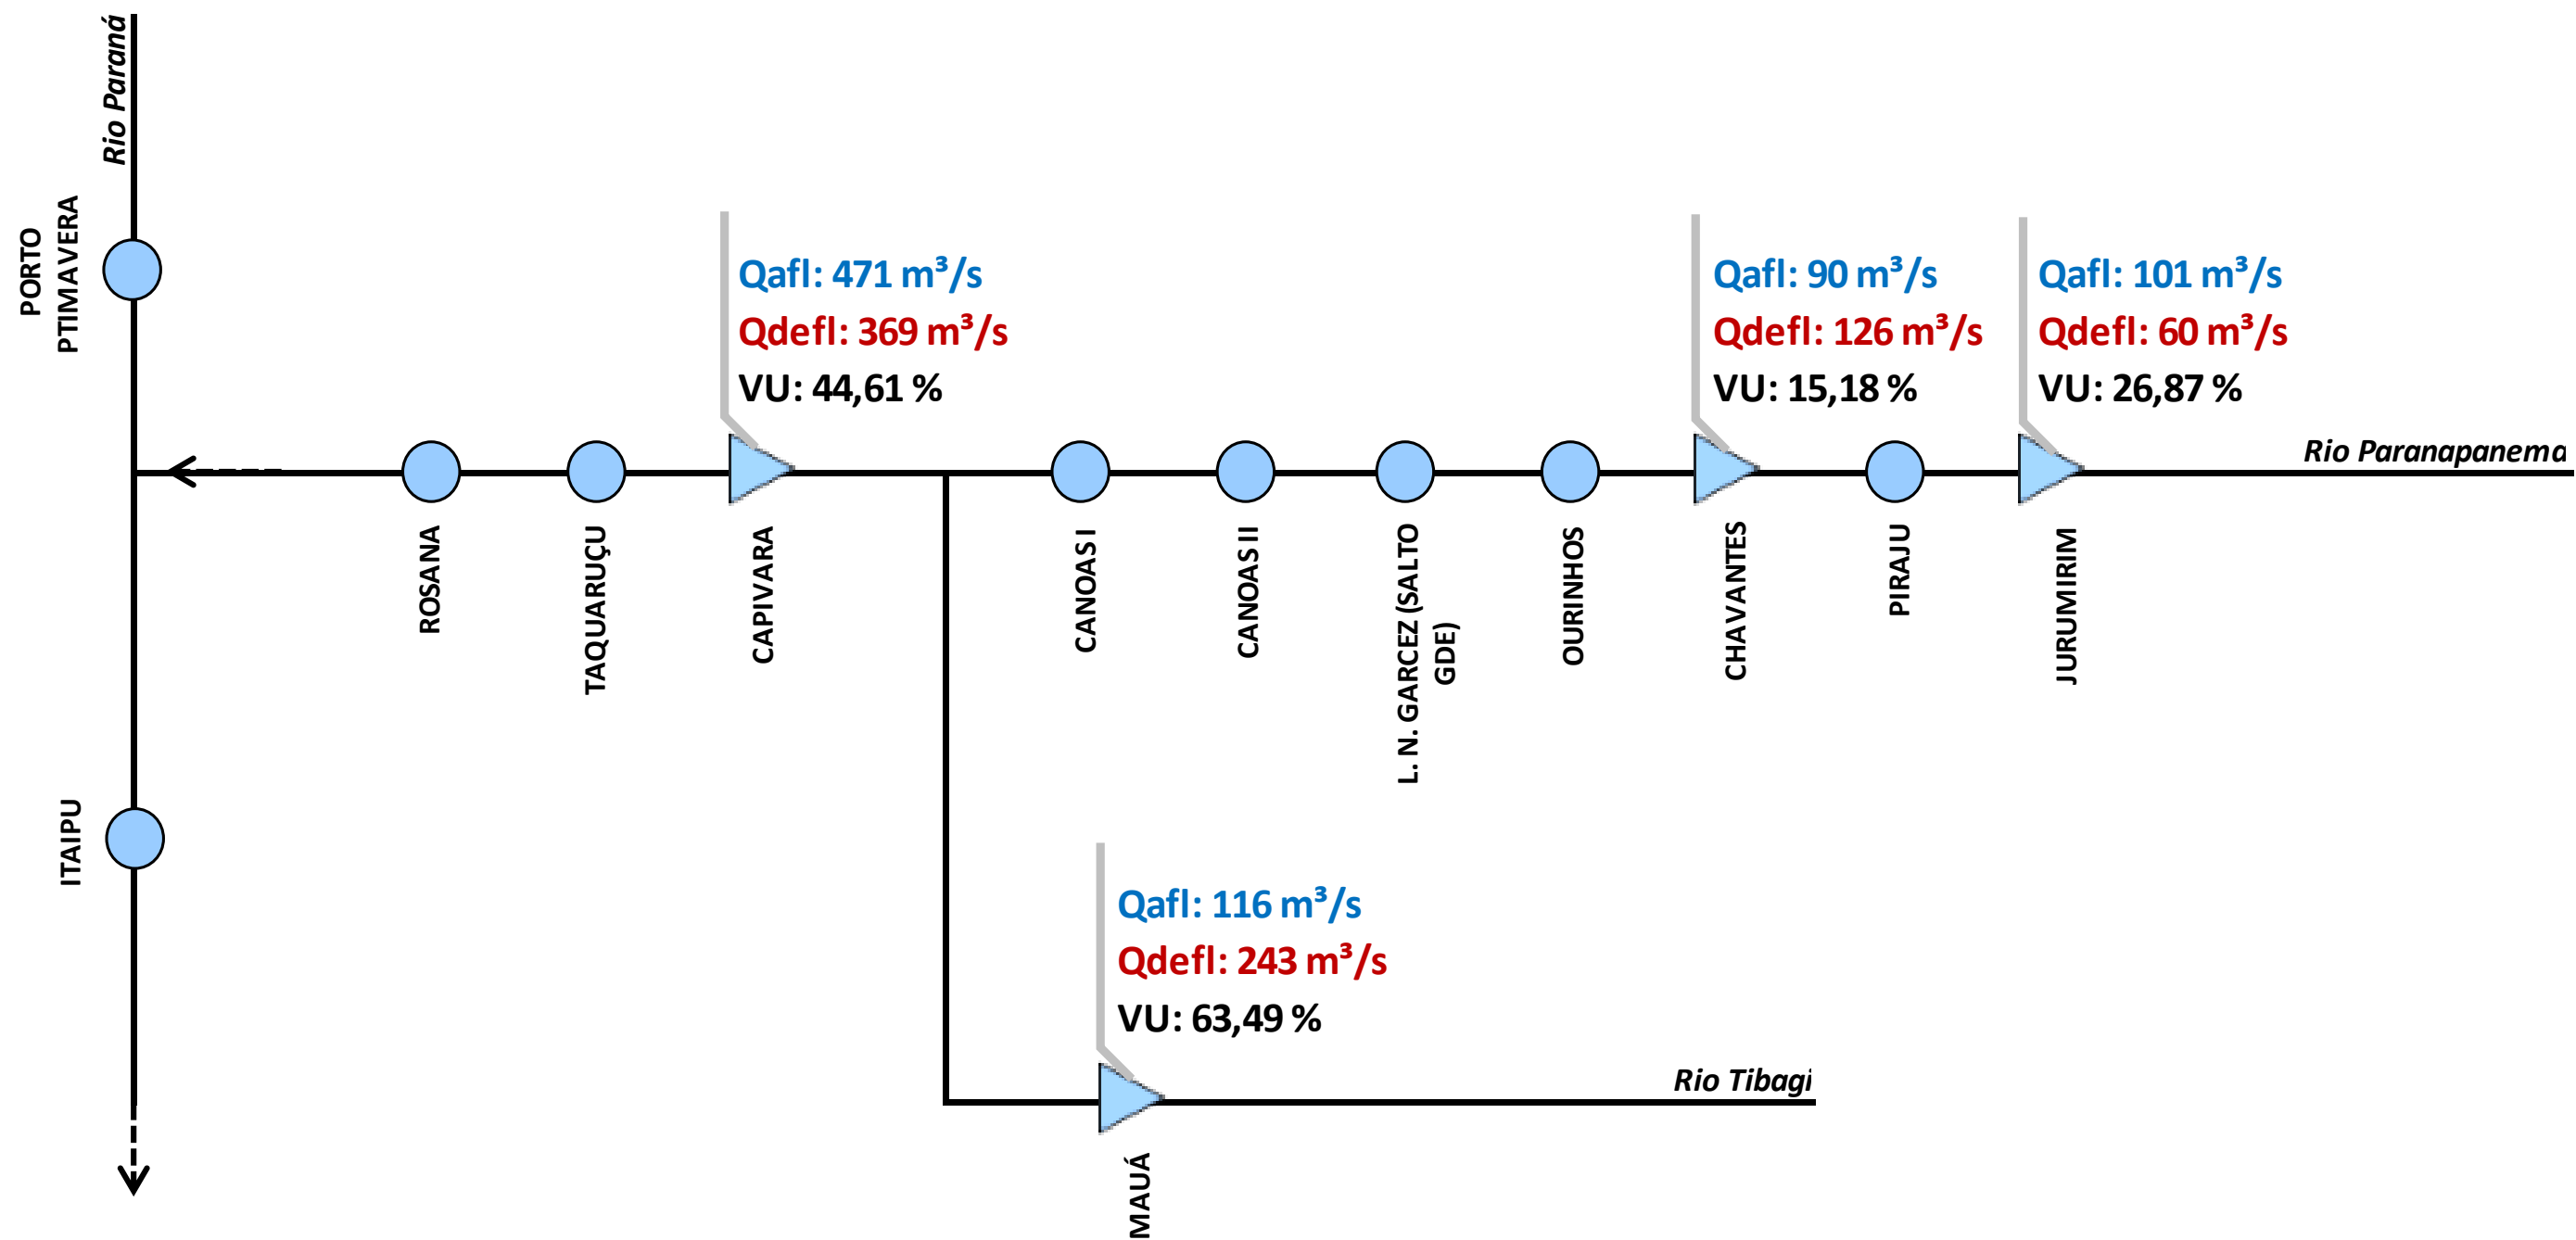 Rio Paraná
PORTO
PTIMAVERA
Qafl: 471 m³/s
Qdefl: 369 m³/s
VU: 44,61 %
Qafl: 90 m³/s
Qdefl: 126 m³/s
VU: 15,18 %
Qafl: 101 m³/s
Qdefl: 60 m³/s
VU: 26,87 %
Rio Paranapanema
ROSANA
TAQUARUÇU
CAPIVARA
CANOAS I
CANOAS II
L. N. GARCEZ (SALTO
GDE)
OURINHOS
CHAVANTES
PIRAJU
JURUMIRIM
ITAIPU
Qafl: 116 m³/s
Qdefl: 243 m³/s
VU: 63,49 %
Rio Tibagi
MAUÁ